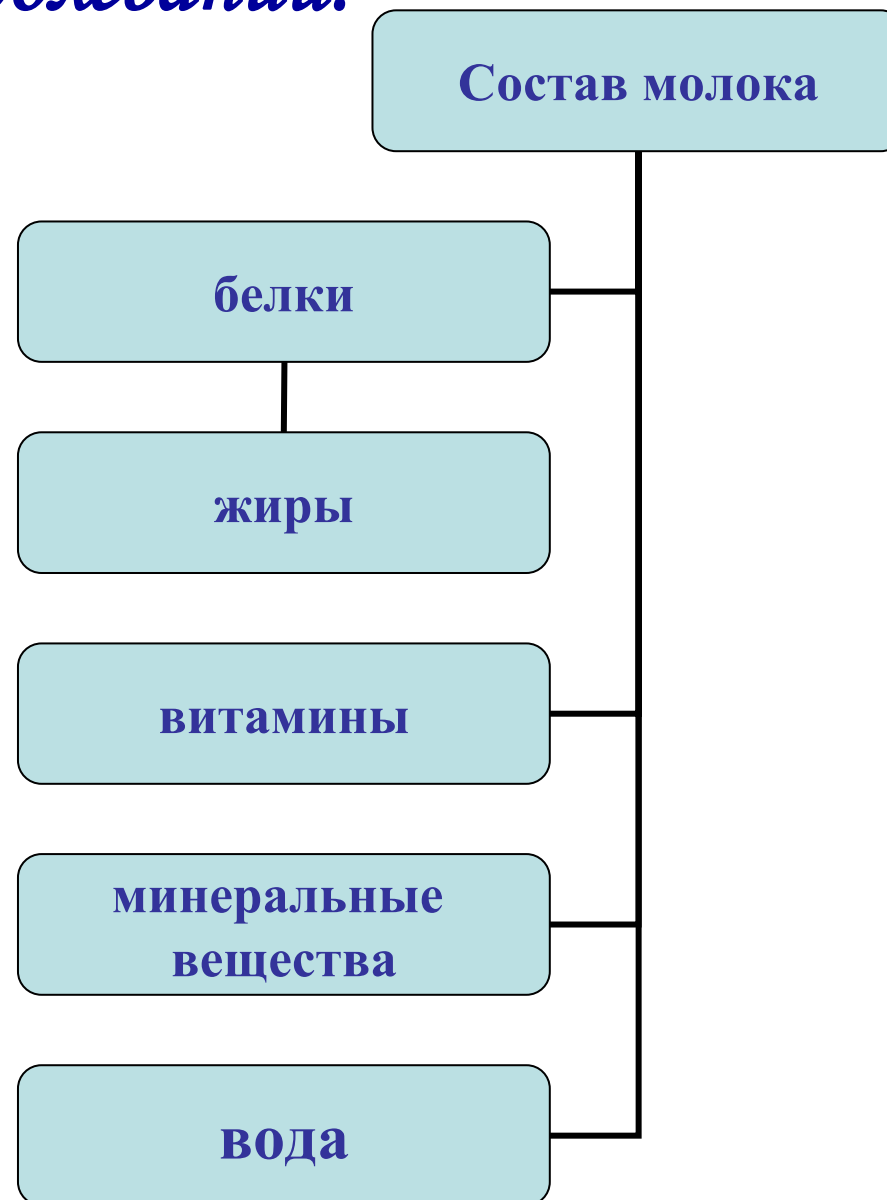 Состав молока
белки
жиры
витамины
минеральные
вещества
вода